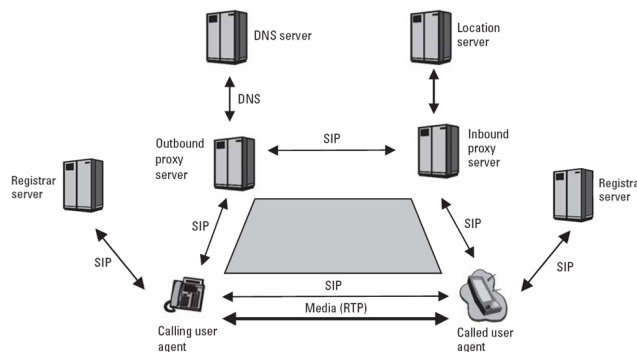 DNS server
Location
server
DNS
Outbound
proxy
server
SIP
Inbound
proxy
server
Registrar
server
Registra
server
SIP
SIP
SIP
SIP
SIP
Media (RTP)
Calling user
agent
Called user
agent